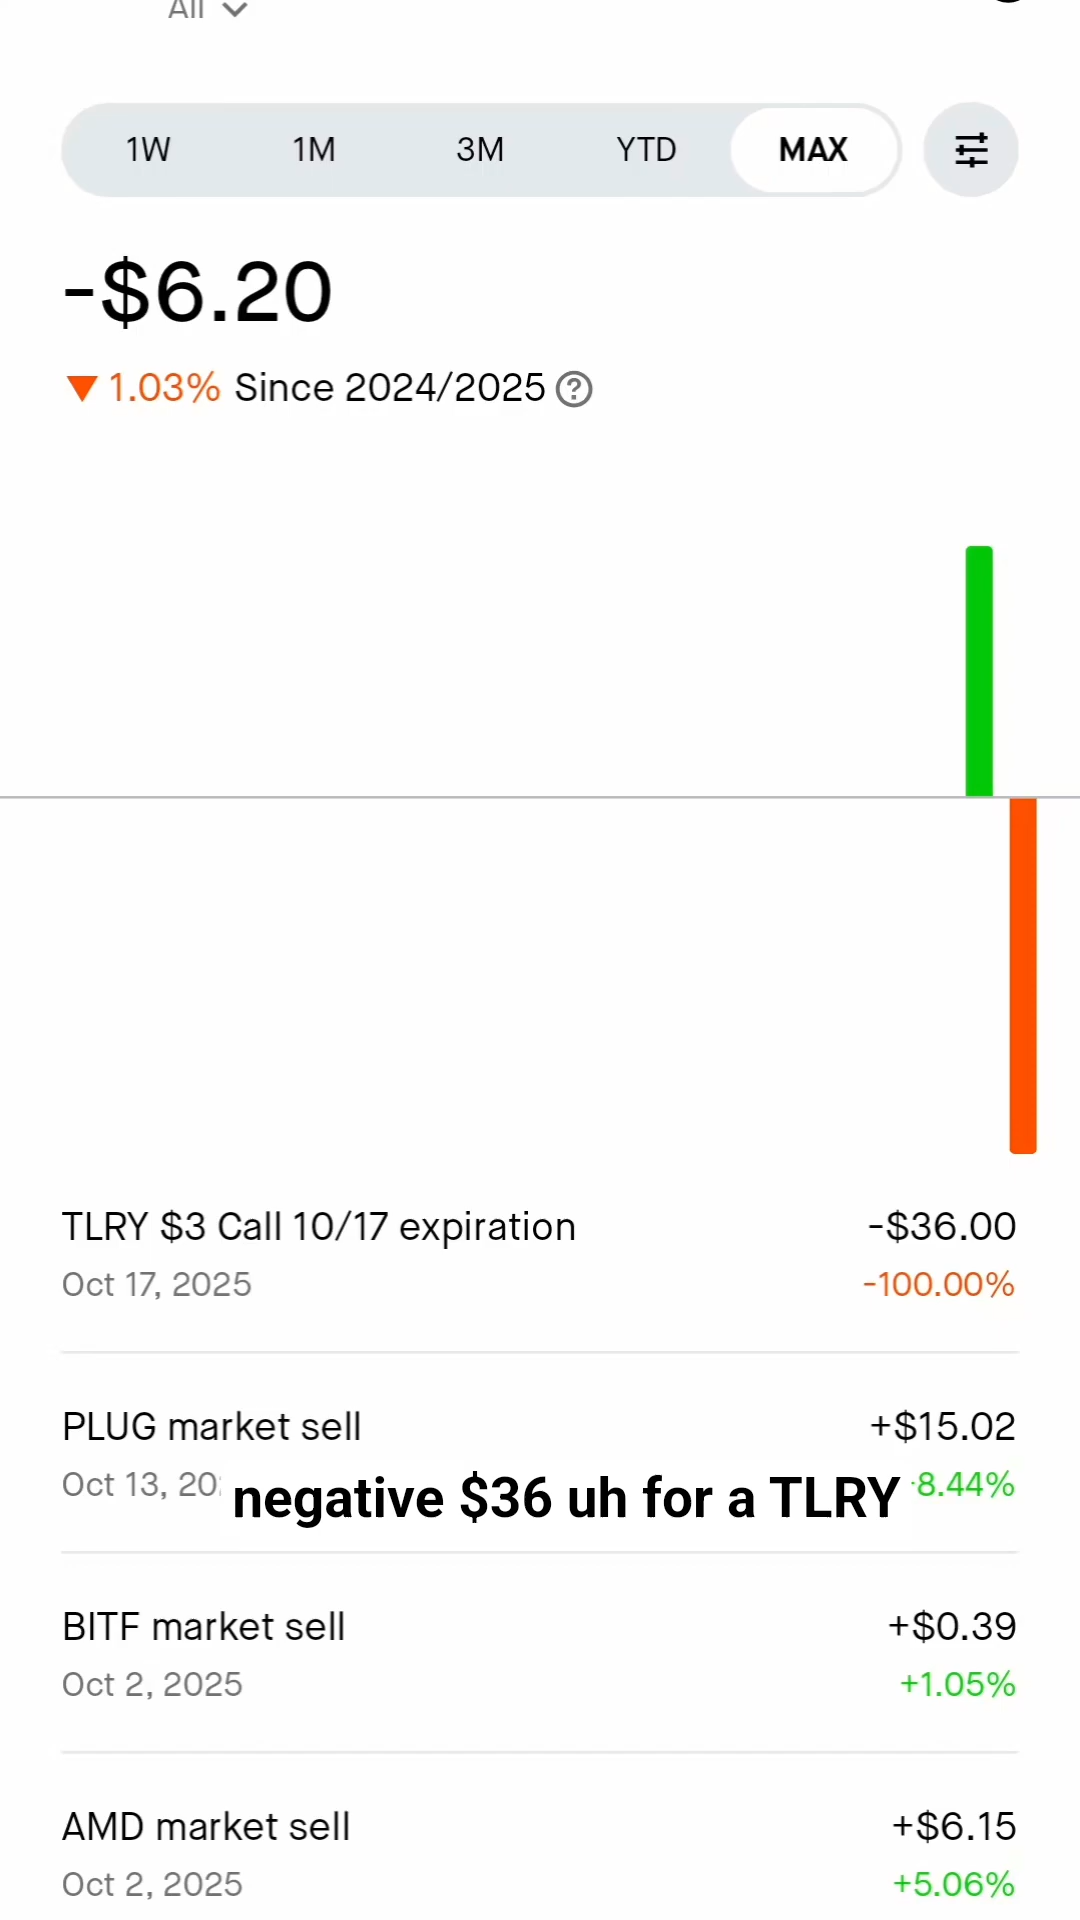 All
1W 1M 3M YTD MAX
-$6.20
▼ 1.03% Since 2024/2025 ?
TLRY $3 Call 10/17 expiration -$36.00
Oct 17, 2025 -100.00%
PLUG market sell +$15.02
Oct 13, 8.44%
negative $36 uh for a TLRY
BITF market sell +$0.39
Oct 2, 2025 +1.05%
AMD market sell +$6.15
Oct 2, 2025 +5.06%